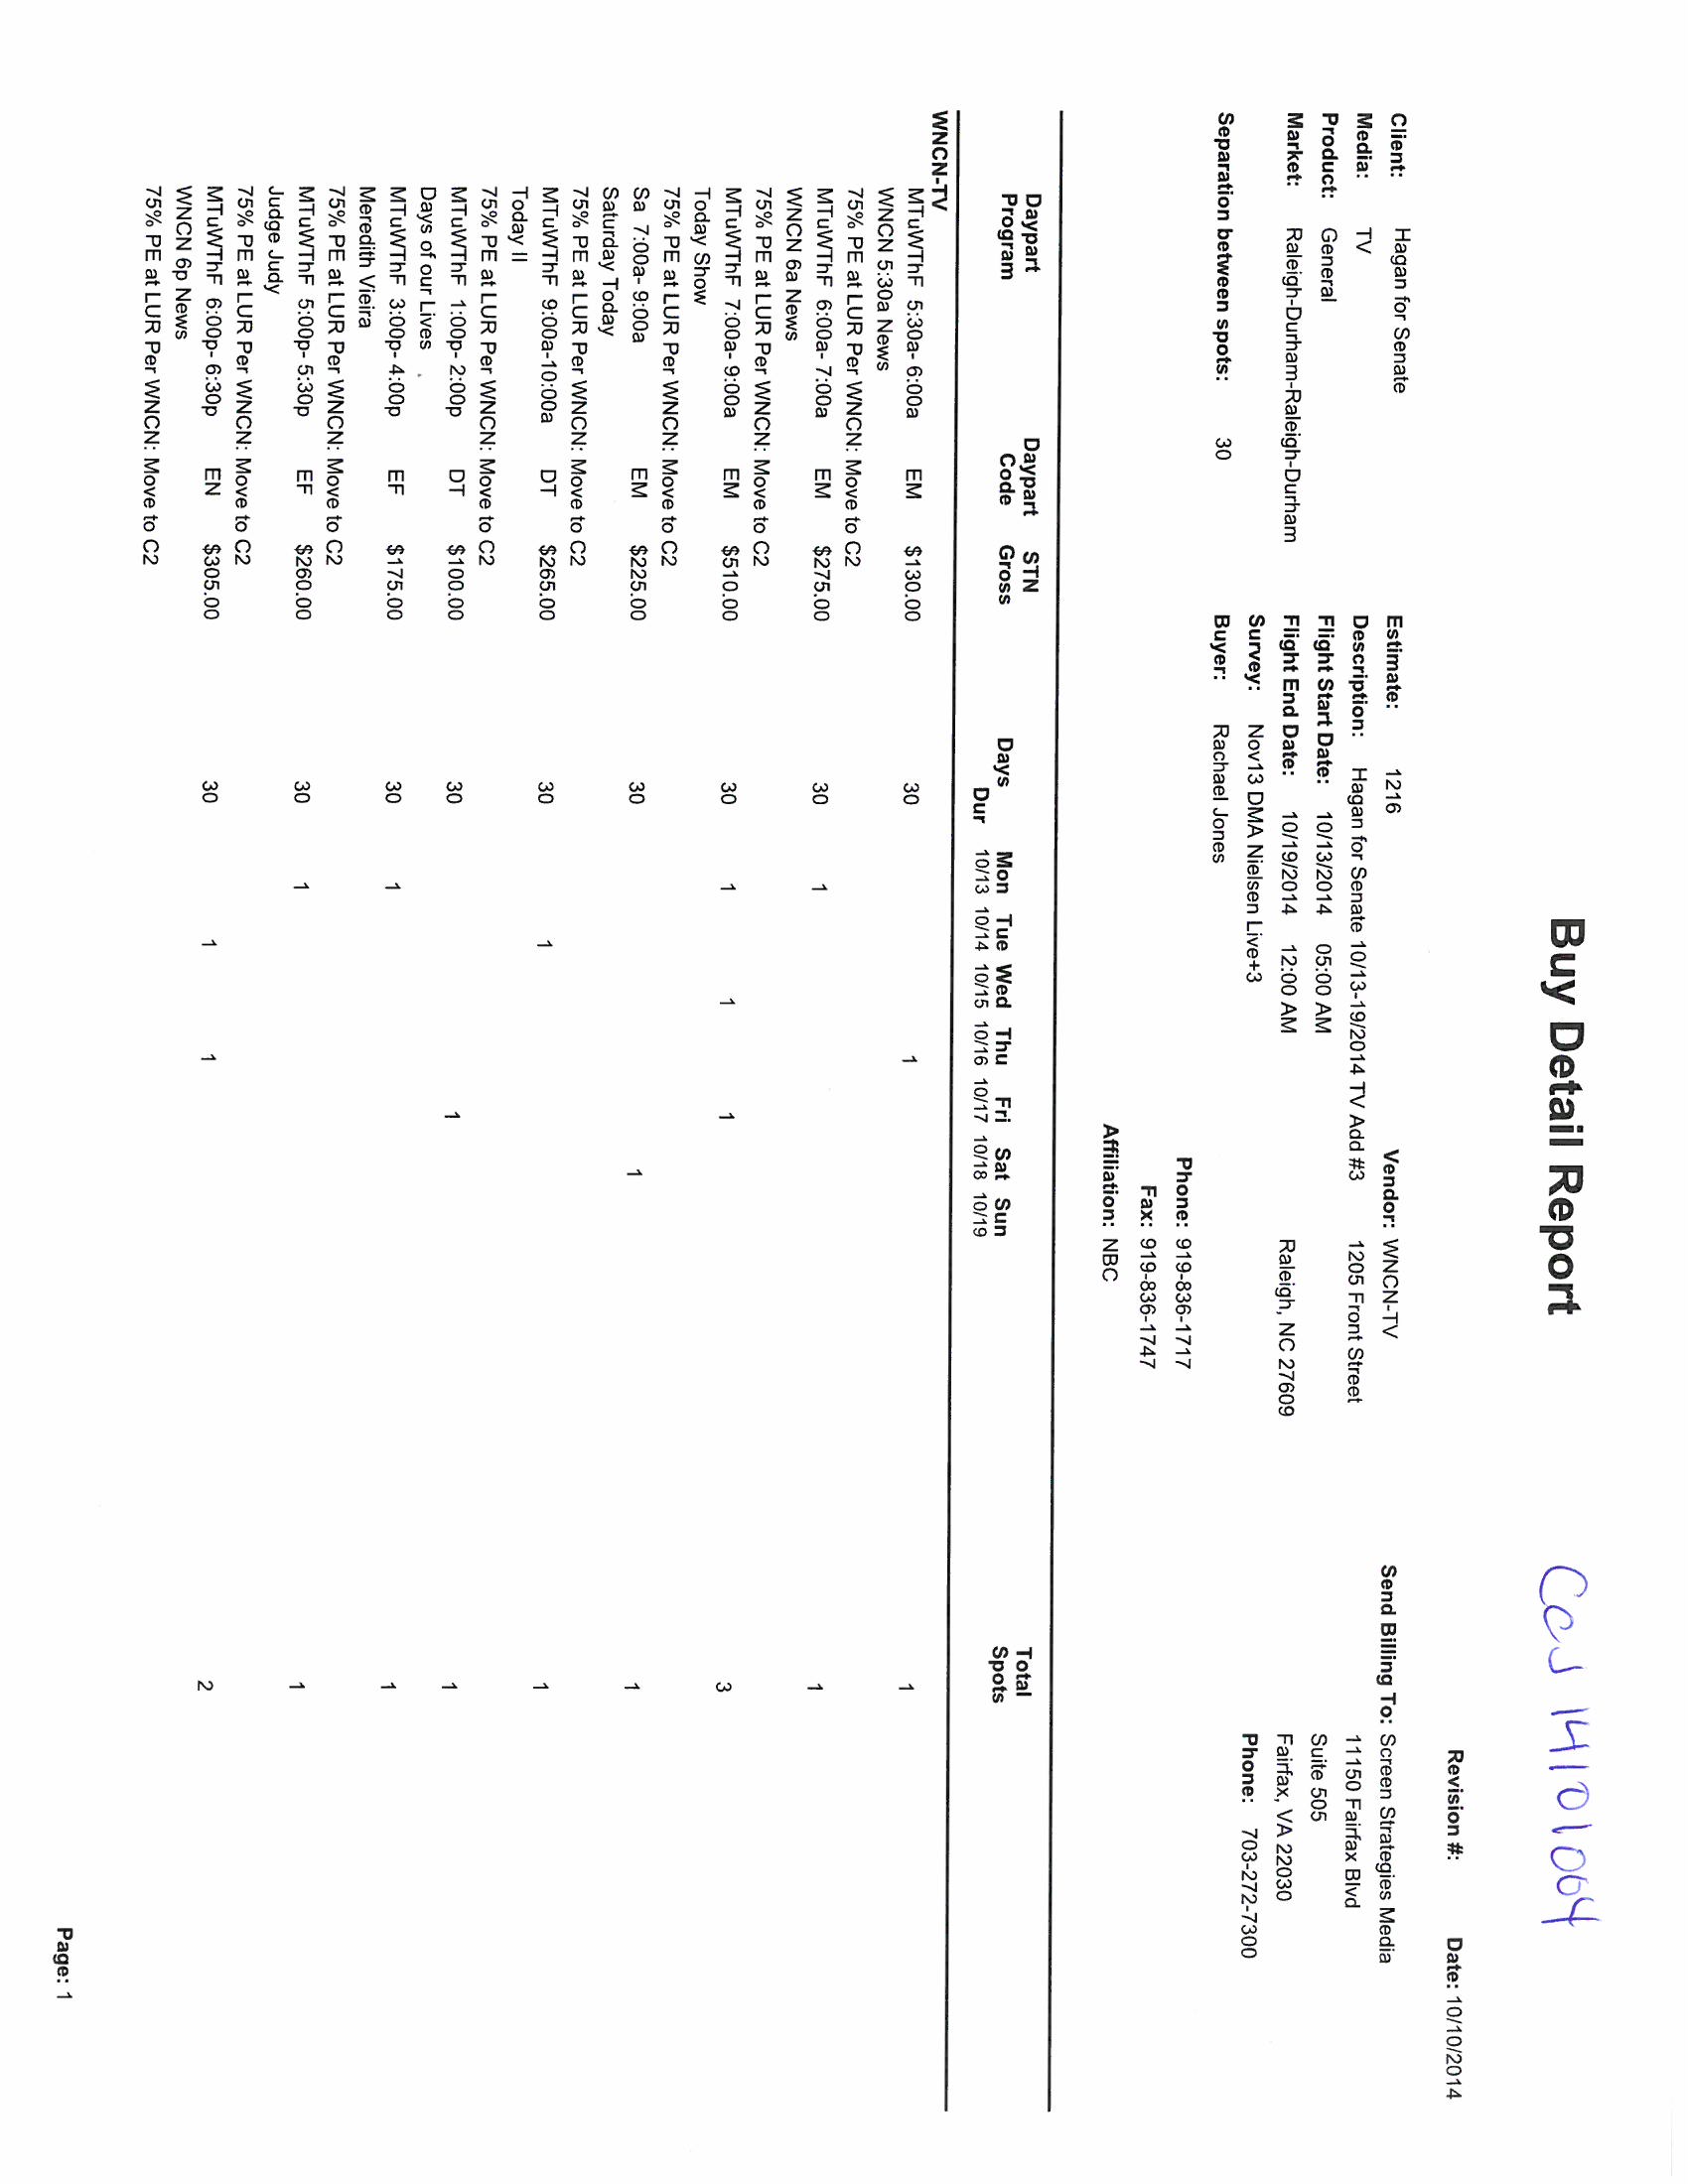 Buy Detail Report
CCJ 14101064
Revision #: Date: 10/10/2014
Client: Hagan for Senate Estimate: 1216 Vendor: WNCN-TV Send Billing To: Screen Strategies Media
Media: TV Description: Hagan for Senate 10/13-19/2014 TV Add #3 1205 Front Street 11150 Fairfax Blvd
Product: General Flight Start Date: 10/13/2014 05:00 AM Suite 505
Market: Raleigh-Durham-Raleigh-Durham Flight End Date: 10/19/2014 12:00 AM Raleigh, NC 27609 Fairfax, VA 22030
Survey: Nov13 DMA Nielsen Live+3 Phone: 703-272-7300
Separation between spots: 30 Buyer: Rachael Jones
Phone: 919-836-1717
Fax: 919-836-1747
Affiliation: NBC
Daypart Daypart STN Days Mon Tue Wed Thu Fri Sat Sun Total
Program Code Gross Dur 10/13 10/14 10/15 10/16 10/17 10/18 10/19 Spots
WNCN-TV
MTuWThF 5:30a- 6:00a EM $130.00 30 1 1
WNCN 5:30a News
75% PE at LUR Per WNCN: Move to C2
MTuWThF 6:00a- 7:00a EM $275.00 30 1 1
WNCN 6a News
75% PE at LUR Per WNCN: Move to C2
MTuWThF 7:00a- 9:00a EM $510.00 30 1 1 1 3
Today Show
75% PE at LUR Per WNCN: Move to C2
Sa 7:00a- 9:00a EM $225.00 30 1 1
Saturday Today
75% PE at LUR Per WNCN: Move to C2
MTuWThF 9:00a-10:00a DT $265.00 30 1 1
Today II
75% PE at LUR Per WNCN: Move to C2
MTuWThF 1:00p- 2:00p DT $100.00 30 1 1
Days of our Lives
MTuWThF 3:00p- 4:00p EF $175.00 30 1 1
Meredith Vieira
75% PE at LUR Per WNCN: Move to C2
MTuWThF 5:00p- 5:30p EF $260.00 30 1 1
Judge Judy
75% PE at LUR Per WNCN: Move to C2
MTuWThF 6:00p- 6:30p EN $305.00 30 1 1 2
WNCN 6p News
75% PE at LUR Per WNCN: Move to C2
Page: 1